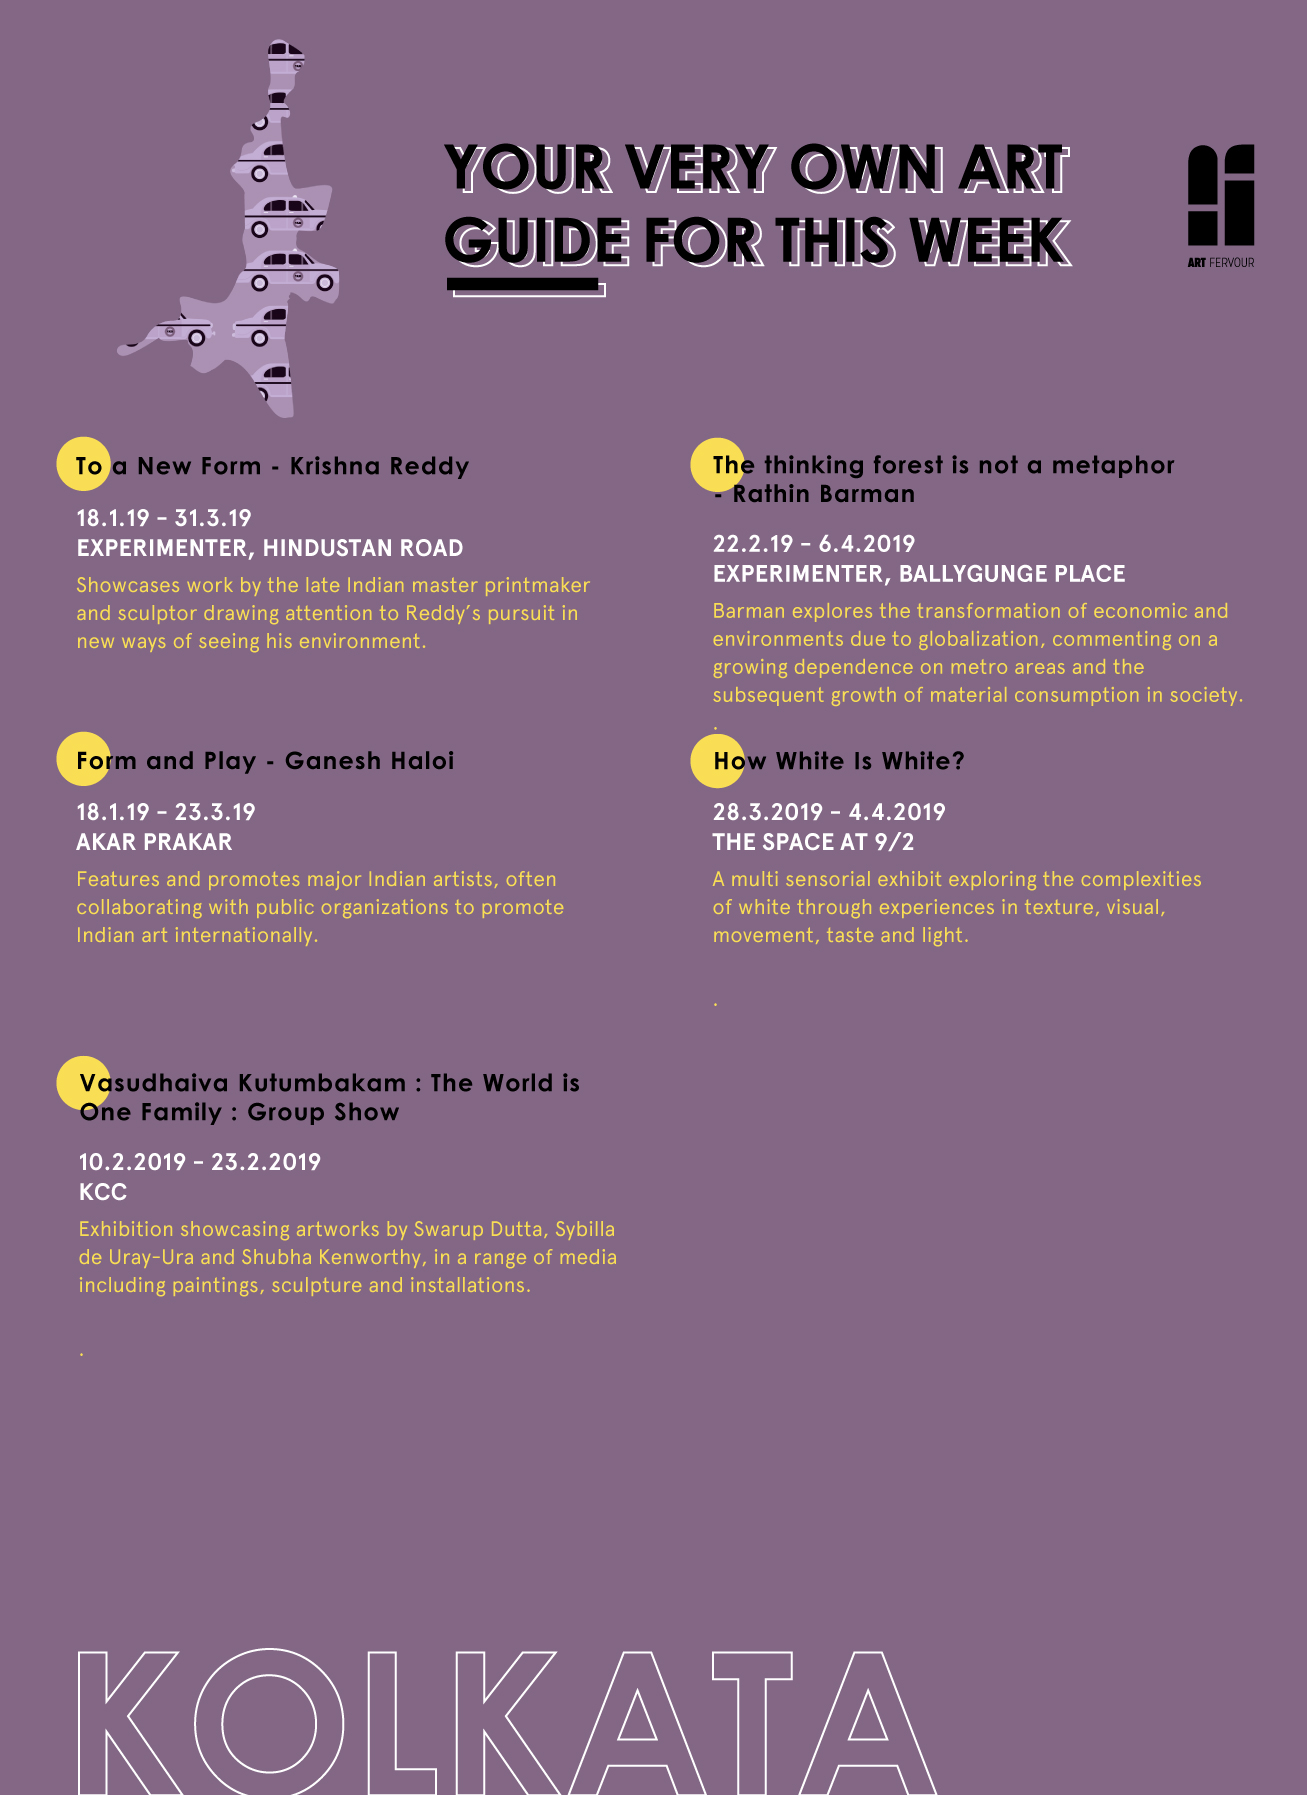 YOUR VERY OWN ART
GUIDE FOR THIS WEEK
ART FERVOUR
To a New Form - Krishna Reddy
18.1.19 - 31.3.19
EXPERIMENTER, HINDUSTAN ROAD
Showcases work by the late Indian master printmaker
and sculptor drawing attention to Reddy's pursuit in
new ways of seeing his environment.
The thinking forest is not a metaphor
- Rathin Barman
22.2.19 - 6.4.2019
EXPERIMENTER, BALLYGUNGE PLACE
Barman explores the transformation of economic and
environments due to globalization, commenting on a
growing dependence on metro areas and the
subsequent growth of material consumption in society.
.
Form and Play - Ganesh Haloi
18.1.19 - 23.3.19
AKAR PRAKAR
Features and promotes major Indian artists, often
collaborating with public organizations to promote
Indian art internationally.
How White Is White?
28.3.2019 - 4.4.2019
THE SPACE AT 9/2
A multi sensorial exhibit exploring the complexities
of white through experiences in texture, visual,
movement, taste and light.
.
Vasudhaiva Kutumbakam : The World is
One Family : Group Show
10.2.2019 - 23.2.2019
KCC
Exhibition showcasing artworks by Swarup Dutta, Sybilla
de Uray-Ura and Shubha Kenworthy, in a range of media
including paintings, sculpture and installations.
.
KOLKATA